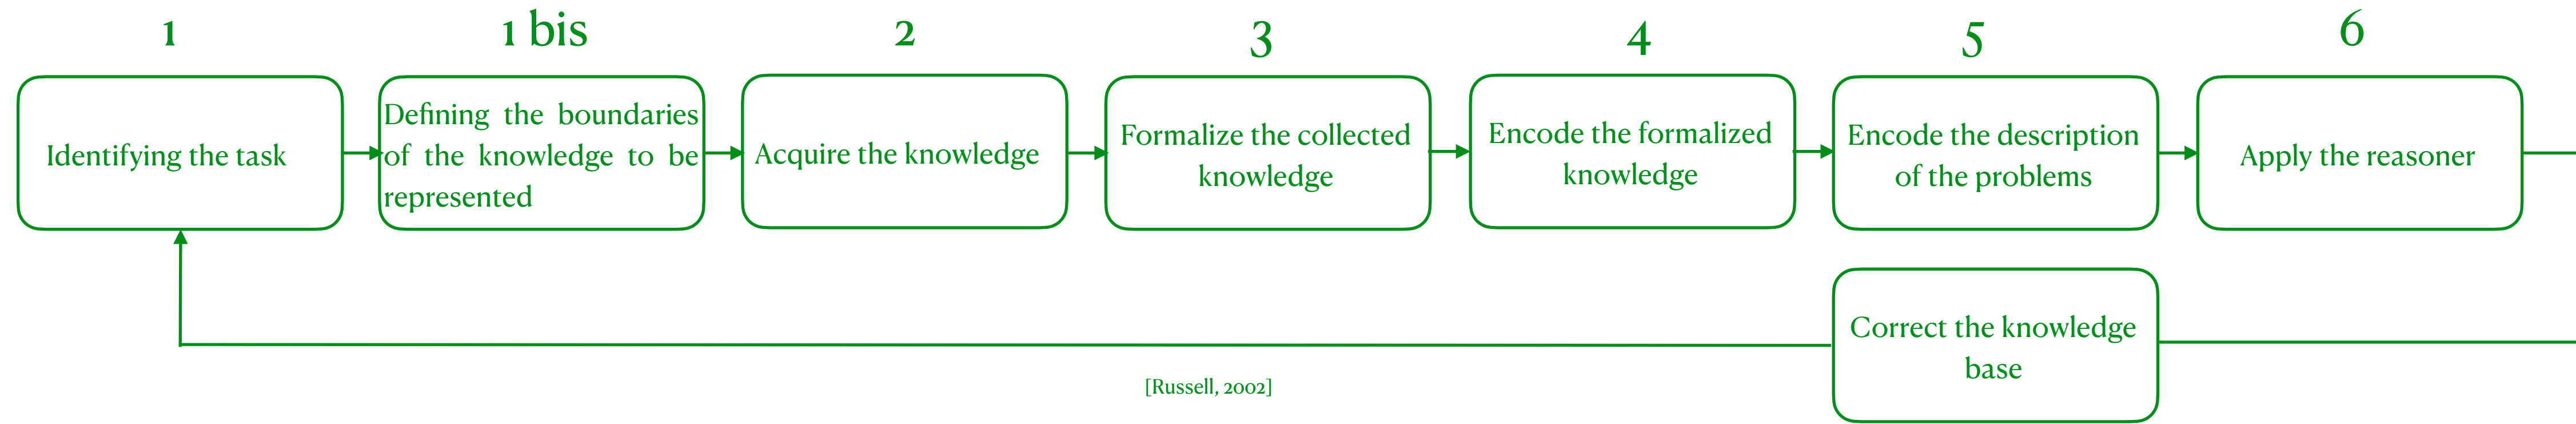 1
1 bis
2
3
4
5
6
Identifying the task
Defining the boundaries
of the knowledge to be
represented
Acquire the knowledge
Formalize the collected
knowledge
Encode the formalized
knowledge
Encode the description
of the problems
Apply the reasoner
Correct the knowledge
base
[Russell, 2002]